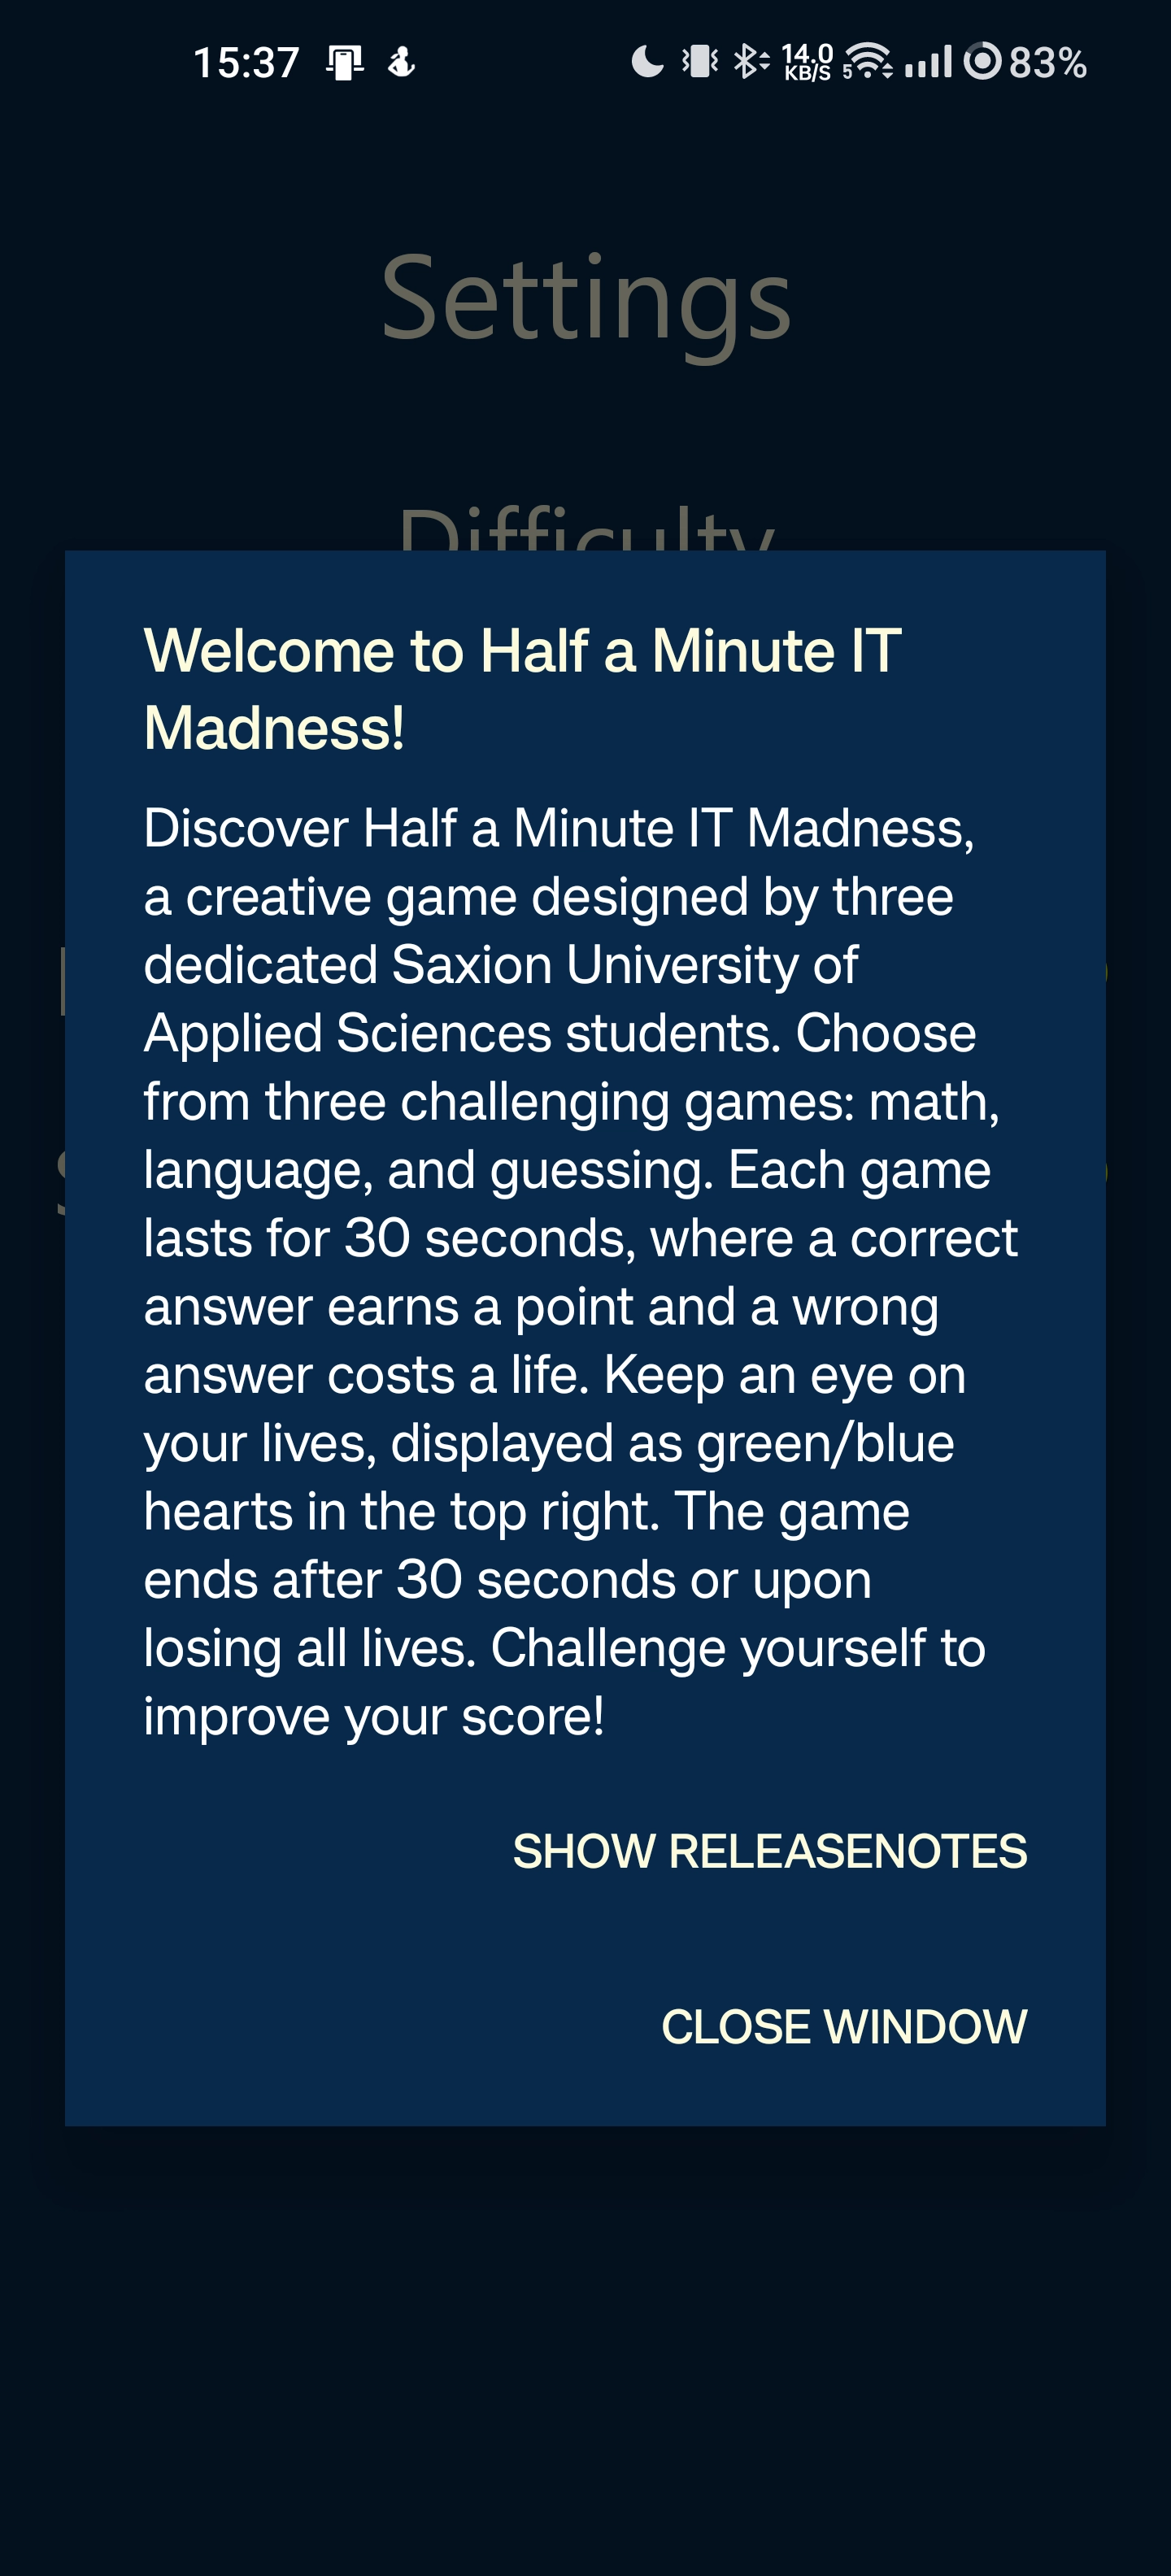 15:37
14.0
KB/S
5
83%
Settings
Difficulty
Welcome to Half a Minute IT
Madness!
Discover Half a Minute IT Madness,
a creative game designed by three
dedicated Saxion University of
Applied Sciences students. Choose
from three challenging games: math,
language, and guessing. Each game
lasts for 30 seconds, where a correct
answer earns a point and a wrong
answer costs a life. Keep an eye on
your lives, displayed as green/blue
hearts in the top right. The game
ends after 30 seconds or upon
losing all lives. Challenge yourself to
improve your score!
SHOW RELEASENOTES
CLOSE WINDOW